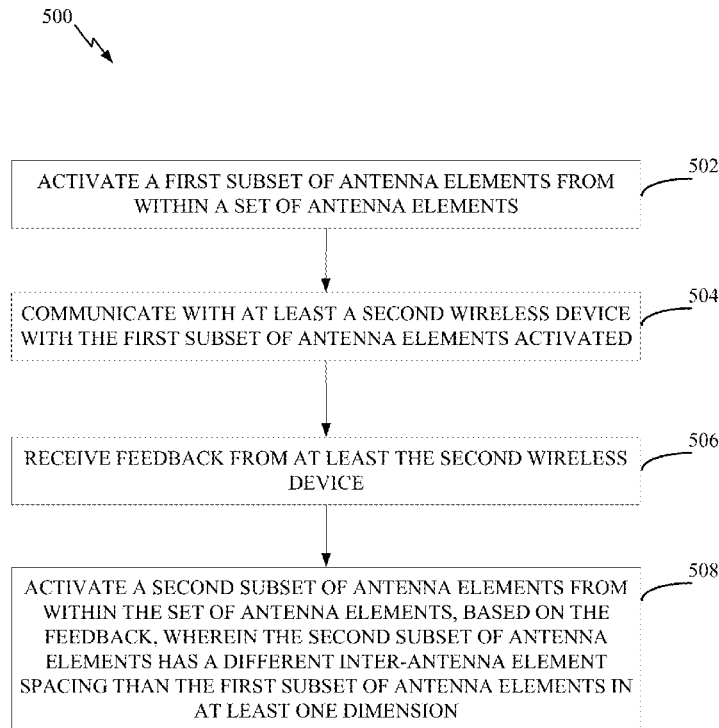 500
502
ACTIVATE A FIRST SUBSET OF ANTENNA ELEMENTS FROM
WITHIN A SET OF ANTENNA ELEMENTS
504
COMMUNICATE WITH AT LEAST A SECOND WIRELESS DEVICE
WITH THE FIRST SUBSET OF ANTENNA ELEMENTS ACTIVATED
506
RECEIVE FEEDBACK FROM AT LEAST THE SECOND WIRELESS
DEVICE
508
ACTIVATE A SECOND SUBSET OF ANTENNA ELEMENTS FROM
WITHIN THE SET OF ANTENNA ELEMENTS, BASED ON THE
FEEDBACK, WHEREIN THE SECOND SUBSET OF ANTENNA
ELEMENTS HAS A DIFFERENT INTER-ANTENNA ELEMENT
SPACING THAN THE FIRST SUBSET OF ANTENNA ELEMENTS IN
AT LEAST ONE DIMENSION